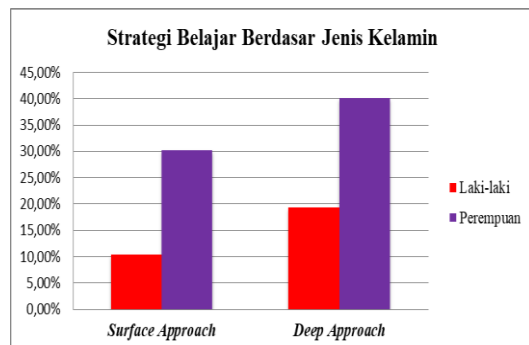 Strategi Belajar Berdasar Jenis Kelamin
45,00%
40,00%
35,00%
30,00%
25,00%
20,00%
15,00%
10,00%
5,00%
0,00%
Surface Approach
Deep Approach
Laki-laki
Perempuan